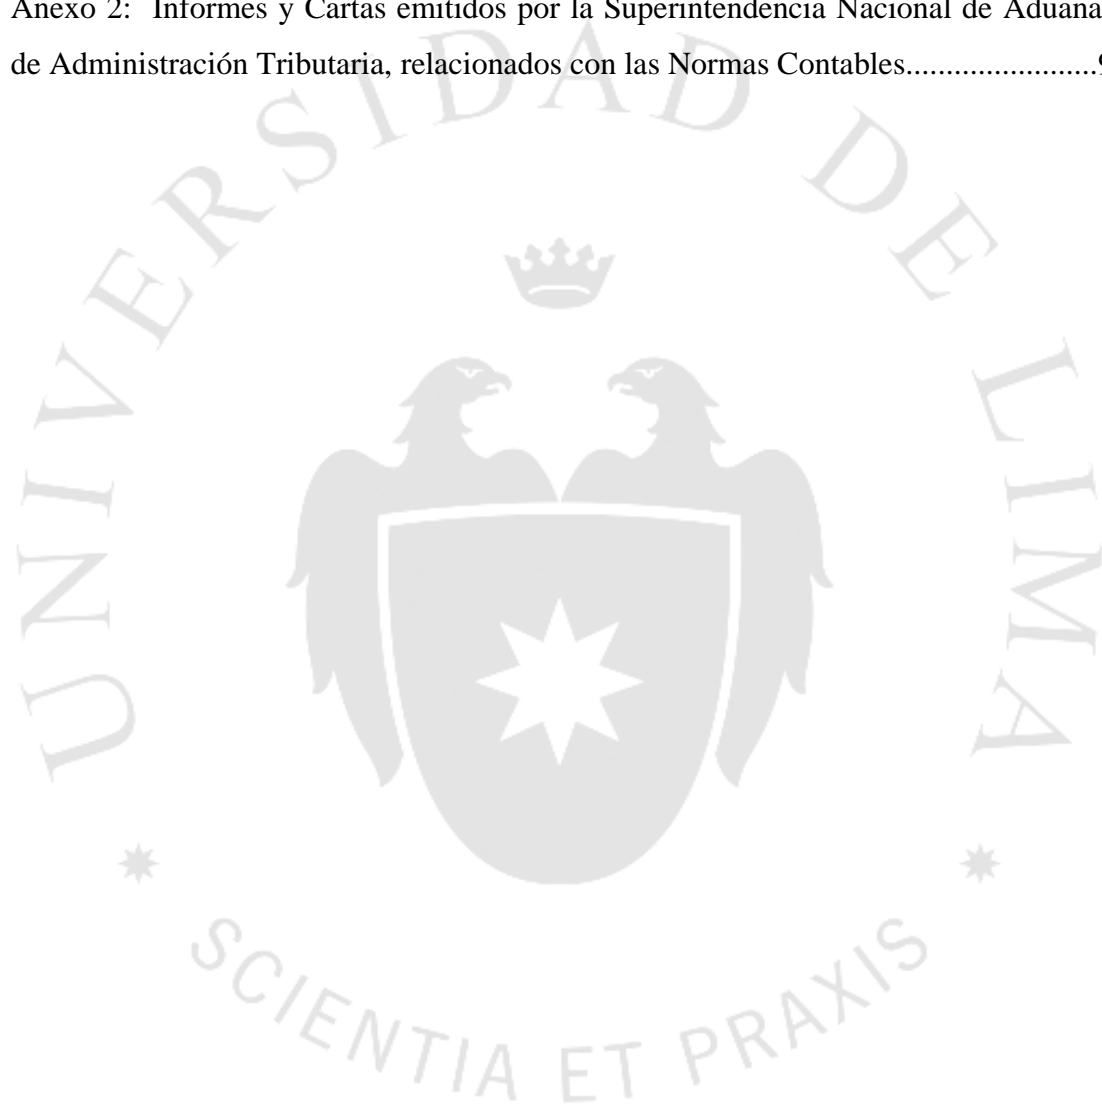 Anexo 2: Informes y Cartas emitidos por la Superintendencia Nacional de Aduana
de Administración Tributaria, relacionados con las Normas Contables........................9
UNIVERSIDAD DE LIMA
SCIENTIA ET PRAXIS